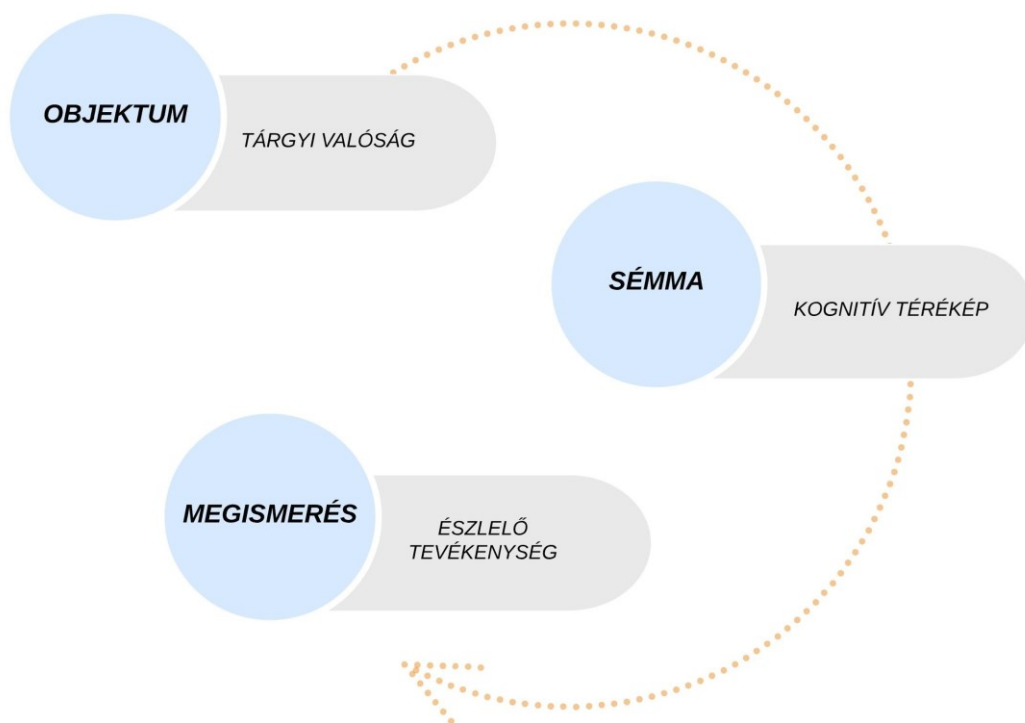 OBJEKTUM
TÁRGYI VALÓSÁG
SÉMMA
KOGNITÍV TÉRÉKÉP
MEGISMERÉS
ÉSZLELŐ
TEVÉKENYSÉG